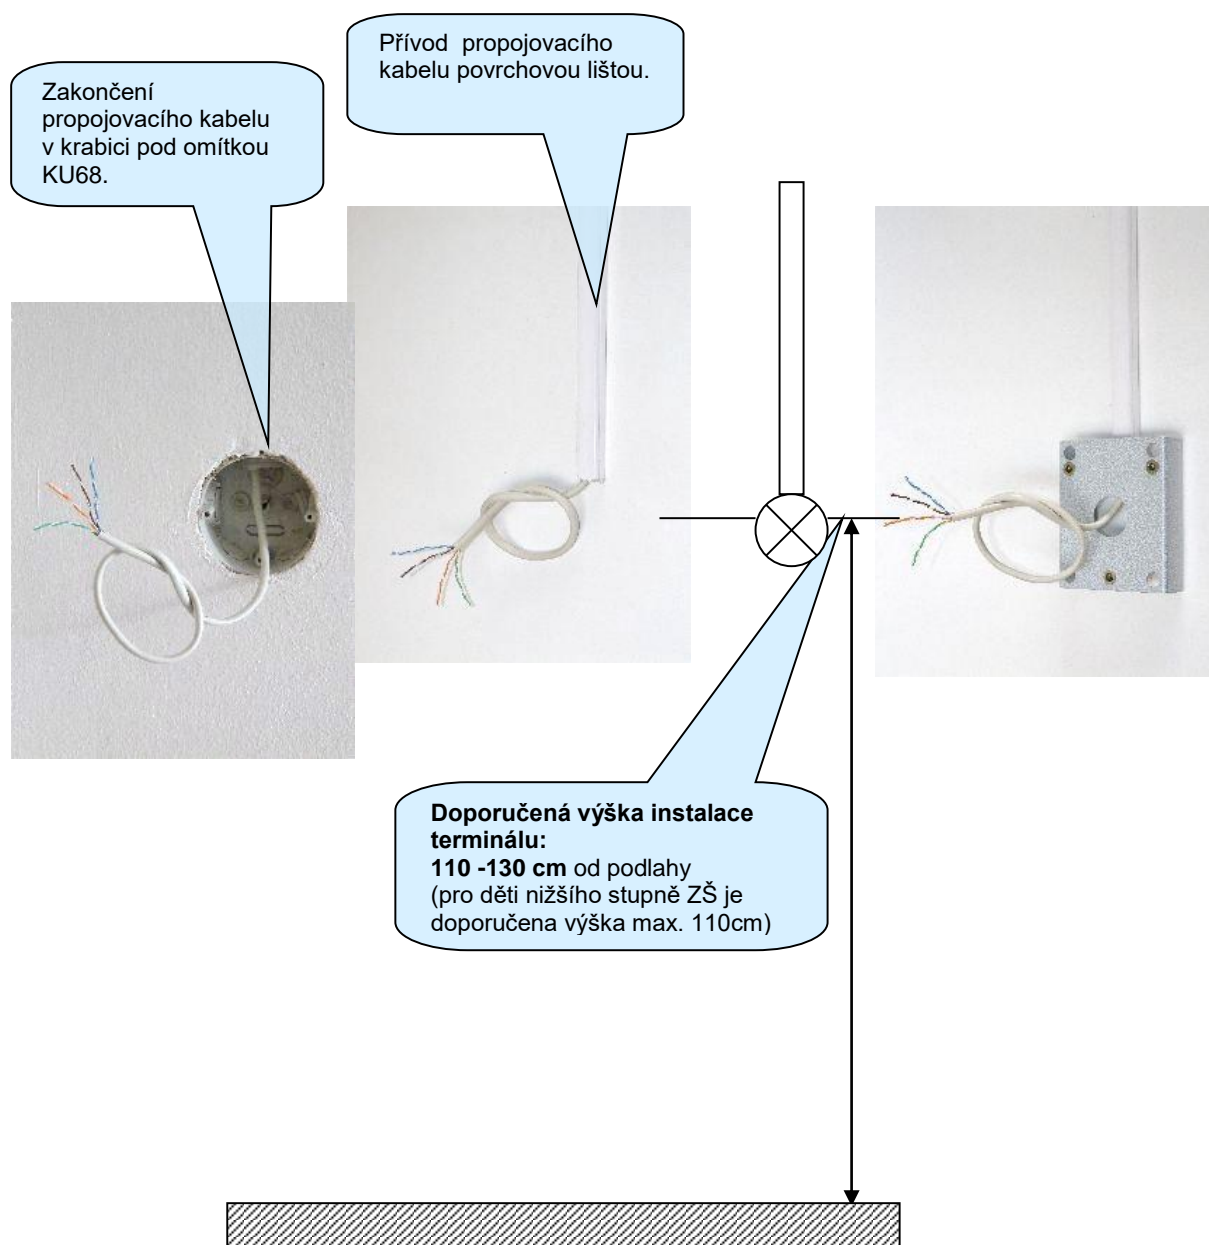 Zakončení
propojovacího kabelu
v krabici pod omítkou
KU68.
Přívod  propojovacího
kabelu povrchovou lištou.
Doporučená výška instalace
terminálu:
110 -130 cm od podlahy
(pro děti nižšího stupně ZŠ je
doporučena výška max. 110cm)